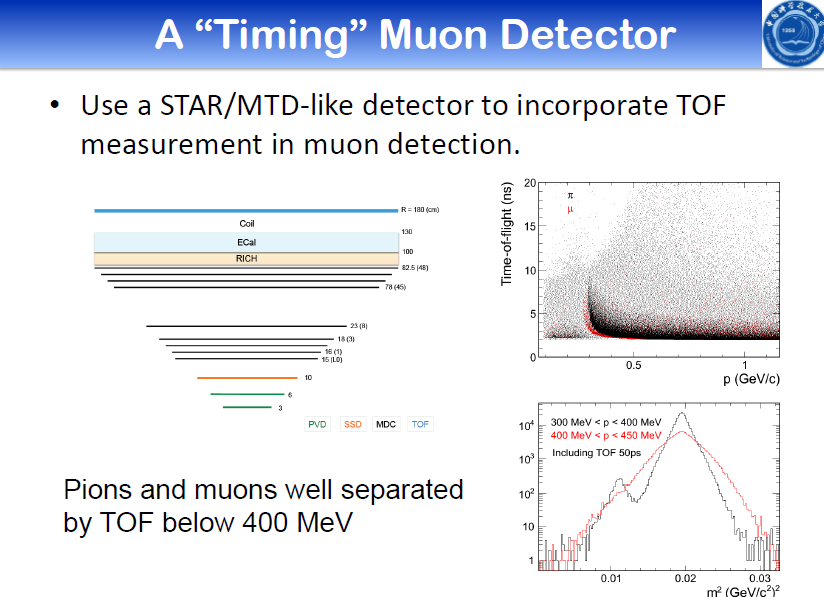 A “Timing” Muon Detector
• Use a STAR/MTD-like detector to incorporate TOF
measurement in muon detection.
R = 180 (cm)
Coil
130
ECal
100
RICH
82.5 (48)
78 (45)
23 (8)
18 (3)
16 (1)
15 (L0)
10
6
3
PVD SSD MDC TOF
Pions and muons well separated
by TOF below 400 MeV
Time-of-flight (ns)
20
15
10
5
0
π
μ
0.5 1
p (GeV/c)
10⁴
10³
10²
10
1
300 MeV < p < 400 MeV
400 MeV < p < 450 MeV
Including TOF 50ps
0.01 0.02 0.03
m² (GeV/c²)²